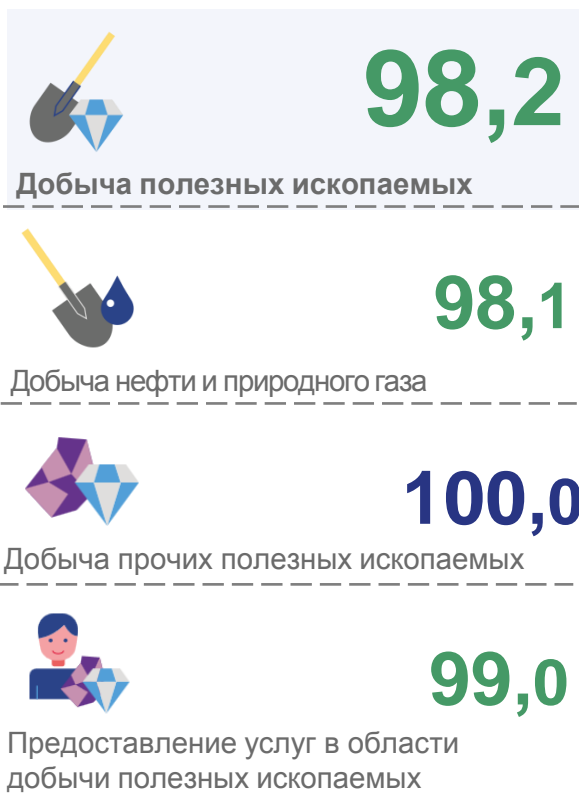 98,2
Добыча полезных ископаемых
98,1
Добыча нефти и природного газа
100,0
Добыча прочих полезных ископаемых
99,0
Предоставление услуг в области
добычи полезных ископаемых